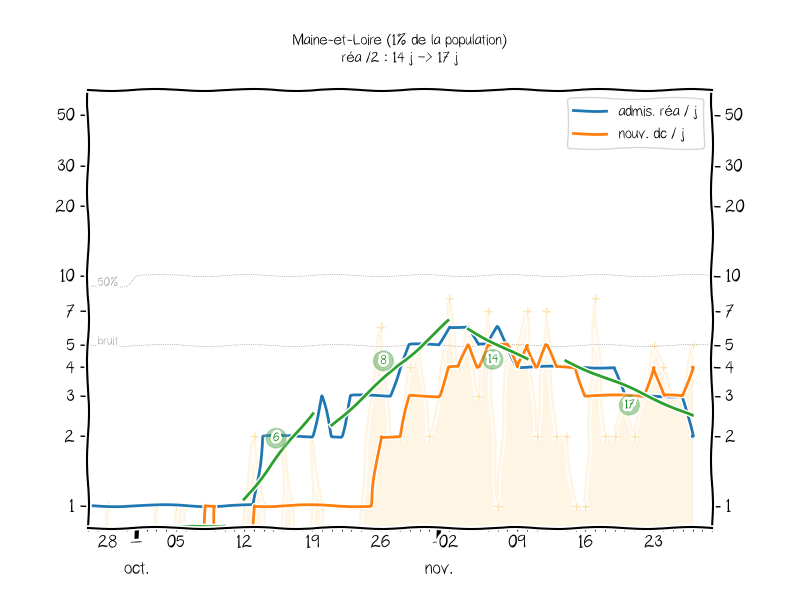 Maine-et-Loire (1% de la population)
réa /2 : 14 j -> 17 j
admis. réa / j
nouv. dc / j
50 50
30 30
20 20
10 50% 10
7 7
5 bruit 5
4 8 14 4
3 17 3
2 6 2
1 1
28 05 12 19 26 02 09 16 23
oct. nov.